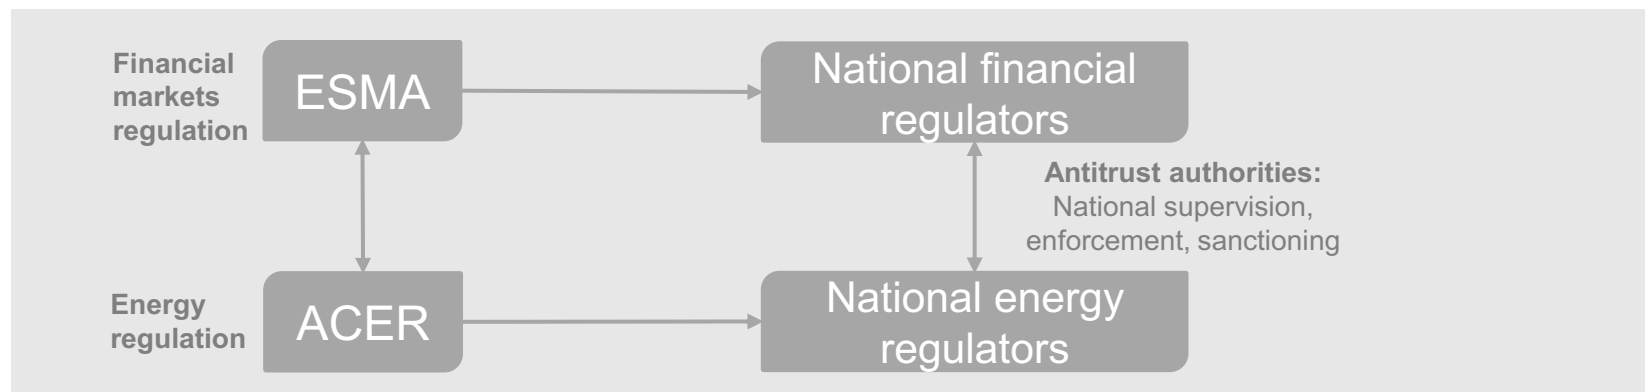 Financial
markets
regulation
ESMA
National financial
regulators
Antitrust authorities:
National supervision,
enforcement, sanctioning
Energy
regulation
ACER
National energy
regulators